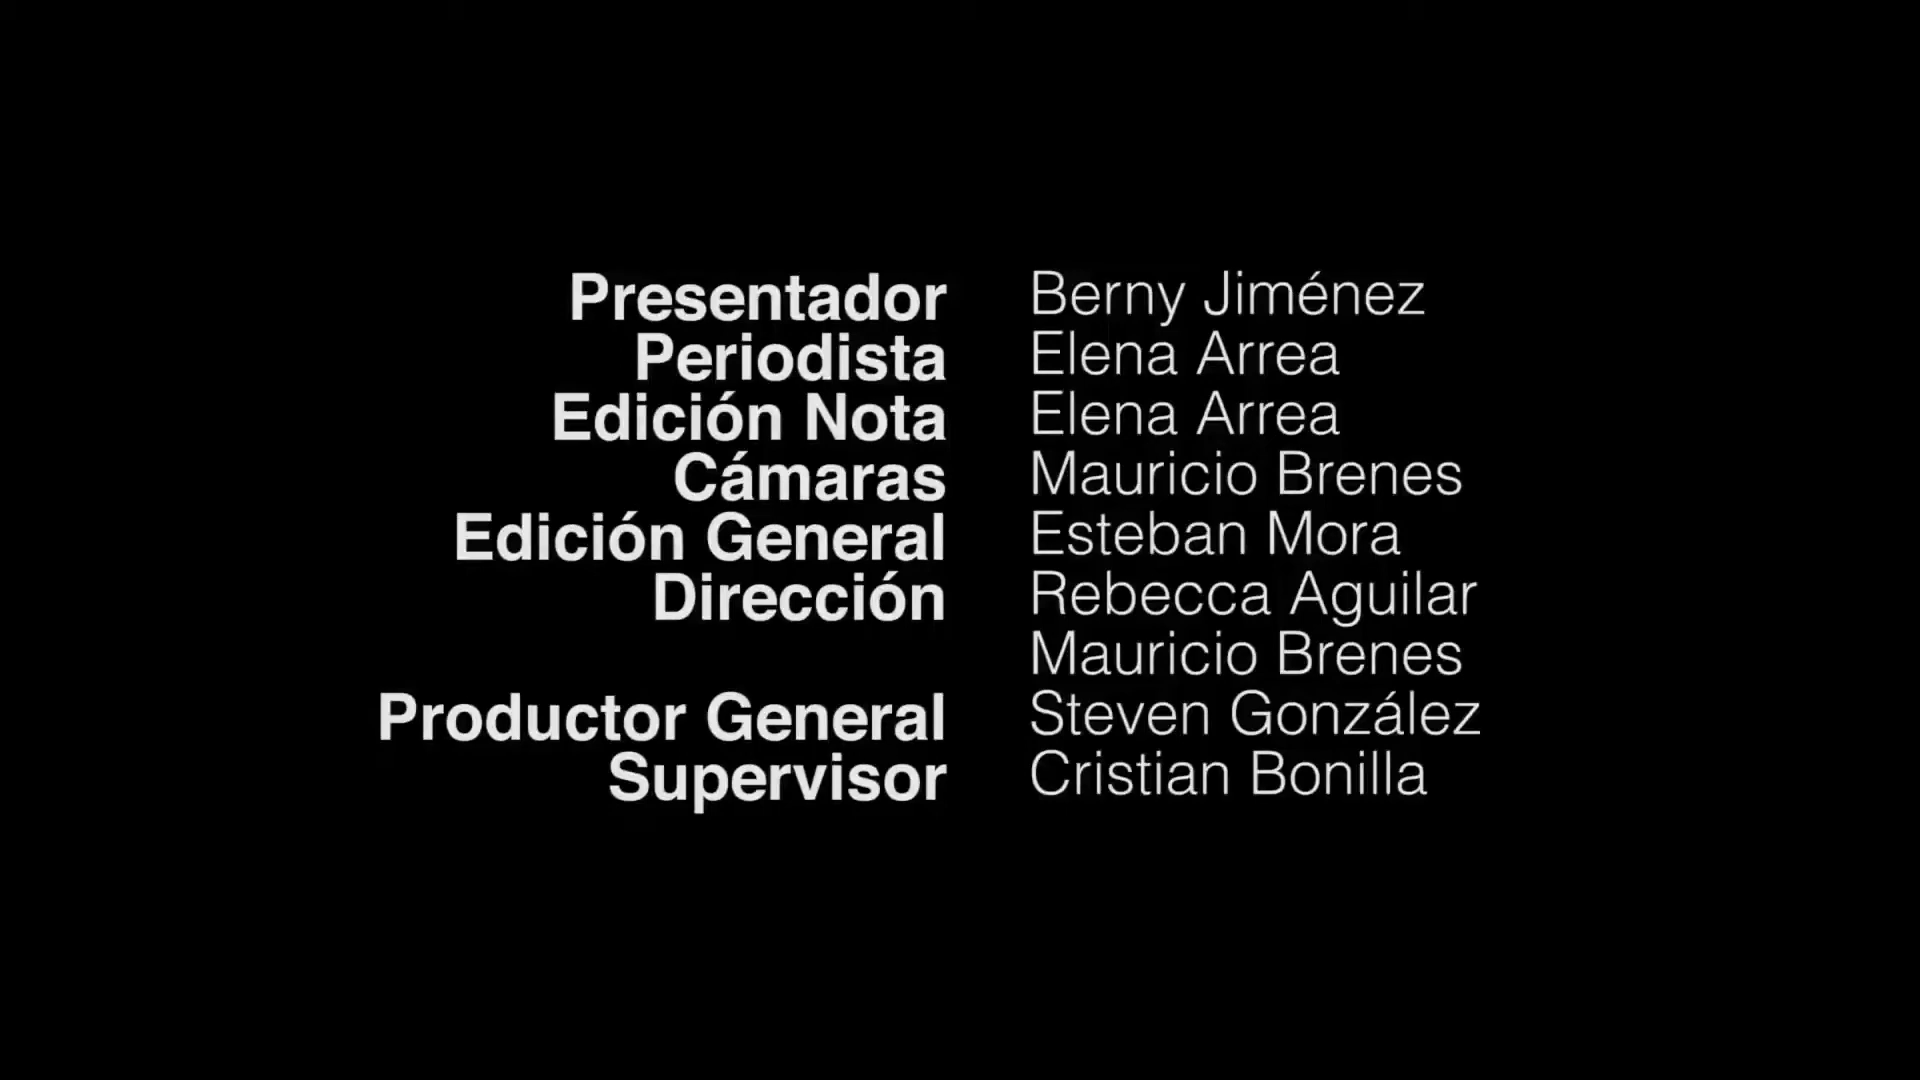 Presentador Berny Jiménez
Periodista Elena Arrea
Edición Nota Elena Arrea
Cámaras Mauricio Brenes
Edición General Esteban Mora
Dirección Rebecca Aguilar
Mauricio Brenes
Productor General Steven González
Supervisor Cristian Bonilla